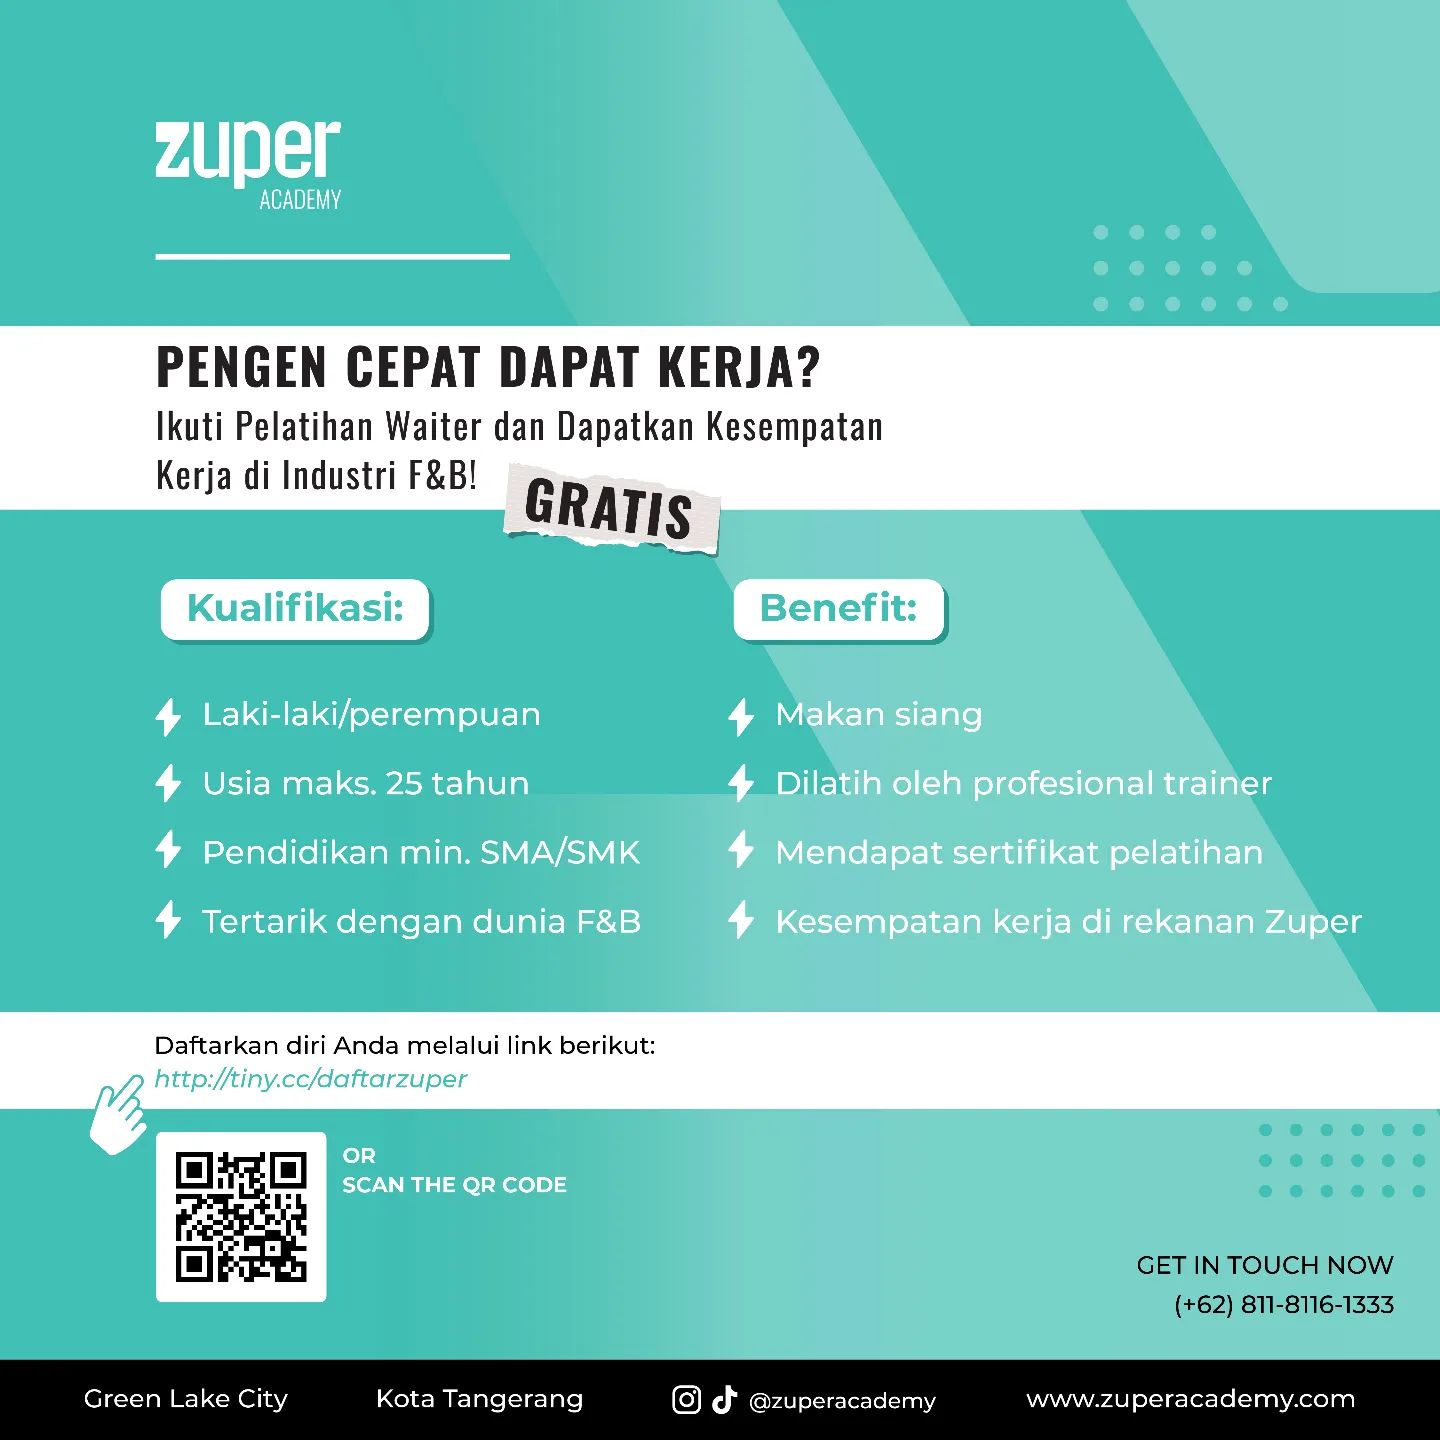 zuper
ACADEMY
PENGEN CEPAT DAPAT KERJA?
Ikuti Pelatihan Waiter dan Dapatkan Kesempatan
Kerja di Industri F&B!
GRATIS
Kualifikasi:
Laki-laki/perempuan
Usia maks. 25 tahun
Pendidikan min. SMA/SMK
Tertarik dengan dunia F&B
Benefit:
Makan siang
Dilatih oleh profesional trainer
Mendapat sertifikat pelatihan
Kesempatan kerja di rekanan Zuper
Daftarkan diri Anda melalui link berikut:
http://tiny.cc/daftarzuper
OR
SCAN THE QR CODE
GET IN TOUCH NOW
(+62) 811-8116-1333
Green Lake City
Kota Tangerang
@zuperacademy
www.zuperacademy.com